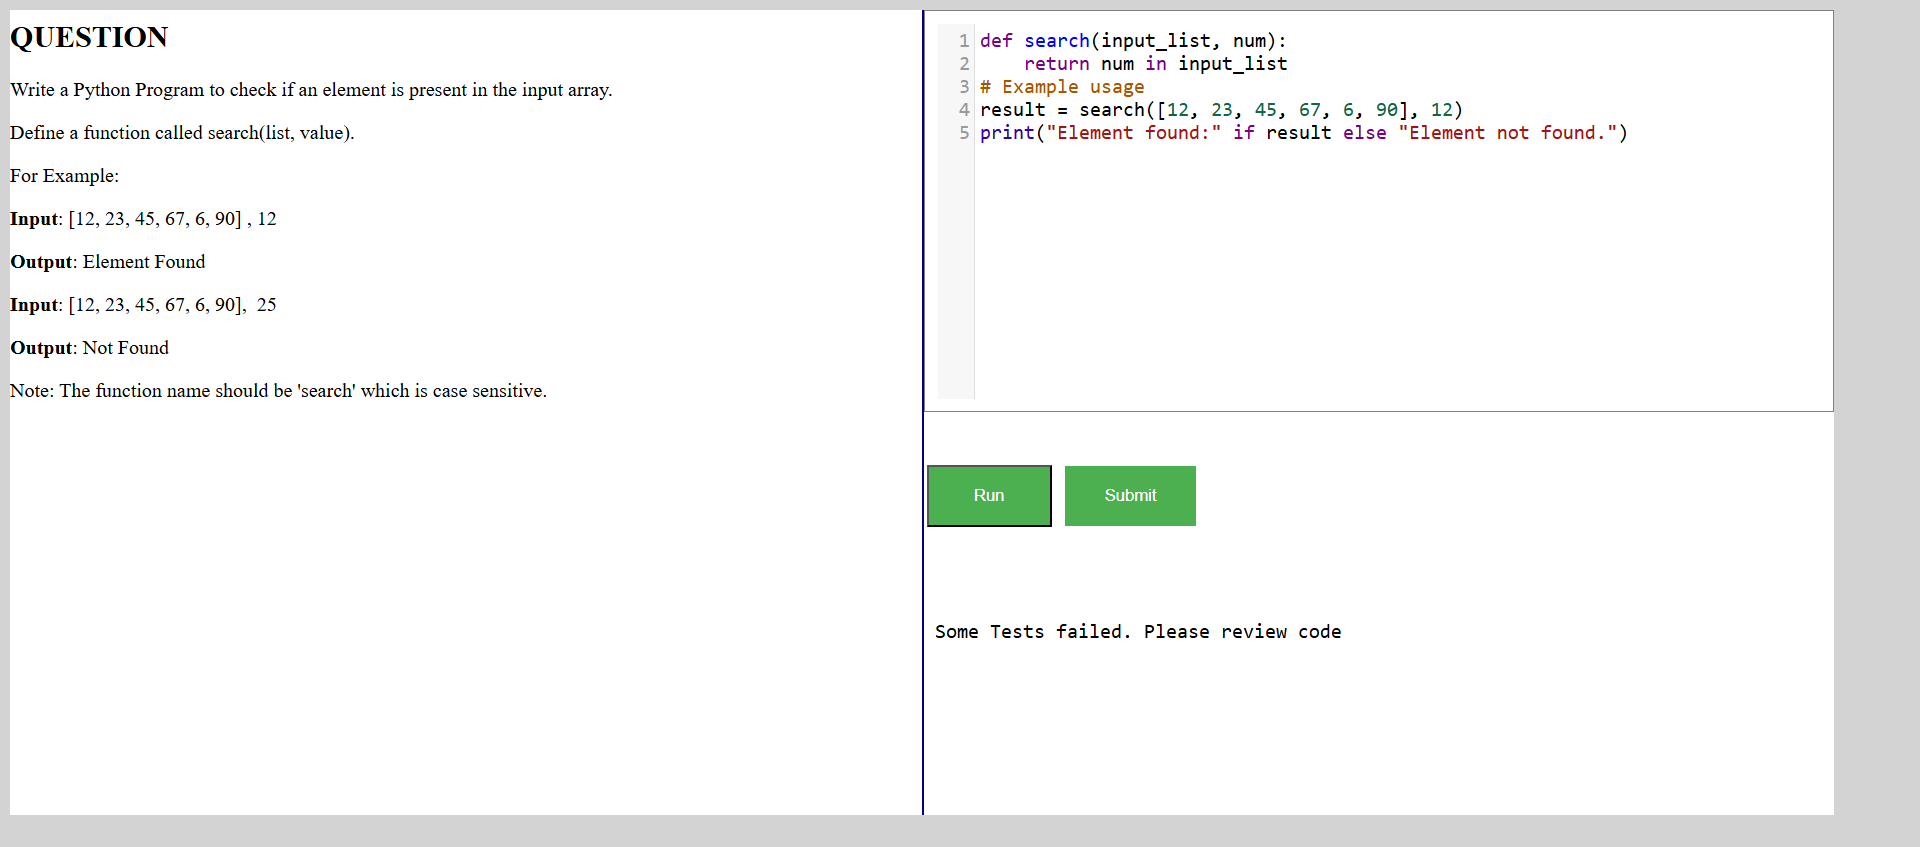 QUESTION
Write a Python Program to check if an element is present in the input array.
Define a function called search(list, value).
For Example:
Input: [12, 23, 45, 67, 6, 90] , 12
Output: Element Found
Input: [12, 23, 45, 67, 6, 90],  25
Output: Not Found
Note: The function name should be 'search' which is case sensitive.
1 def search(input_list, num):
2     return num in input_list
3 # Example usage
4 result = search([12, 23, 45, 67, 6, 90], 12)
5 print("Element found:" if result else "Element not found.")
Run Submit
Some Tests failed. Please review code